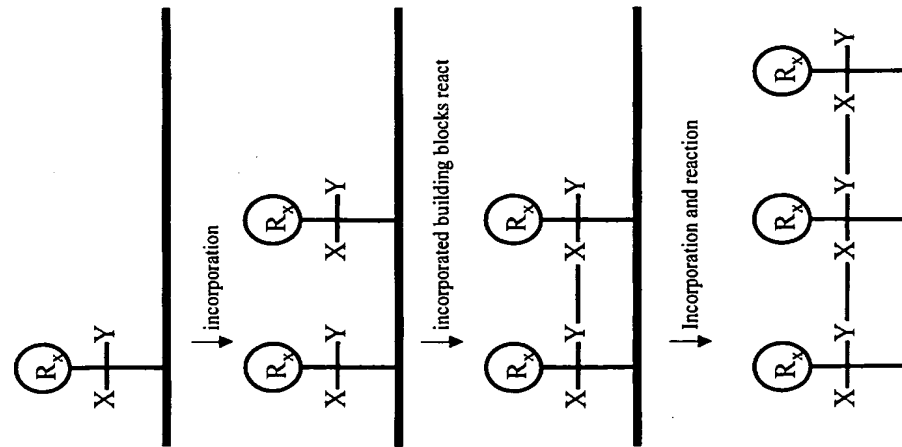 Rx
X Y
incorporation
Rx Rx
X Y X Y
incorporated building blocks react
Rx Rx
X Y X Y
Incorporation and reaction
Rx Rx Rx
X Y X Y X Y